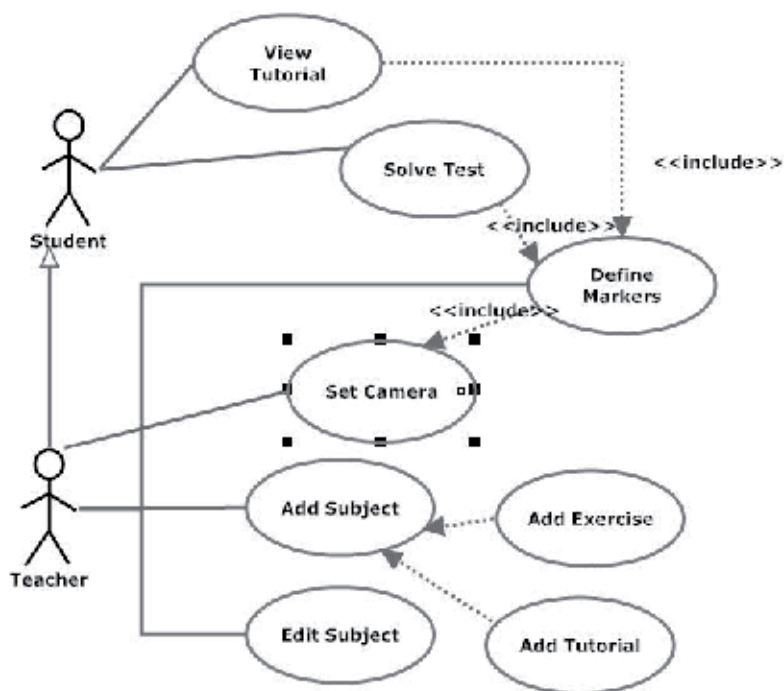 View
Tutorial
Solve Test
<<include>>
Student
<<include>>
Define
Markers
<<include>>
Set Camera
Add Subject
Add Exercise
Teacher
Edit Subject
Add Tutorial